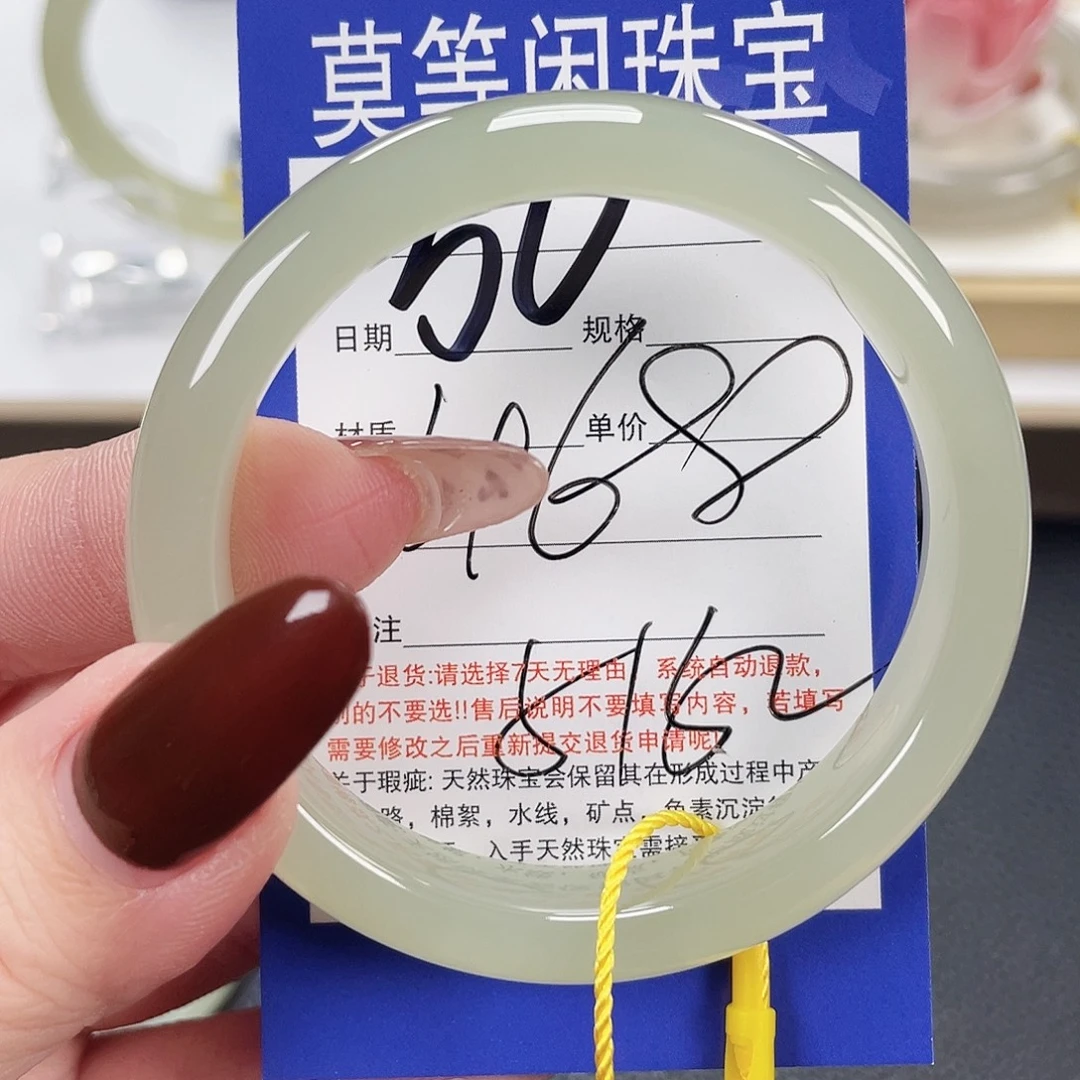 莫等闲珠宝
50
日期 规格
材质 单价
注
5162
于退货:请选择7天无理由 系统自动退款，
别的不要选!!售后说明不要填写内容，若填写
需要修改之后重新提交退货申请呢!
关于瑕疵: 天然珠宝会保留其在形成过程中产
路，棉絮，水线，矿点，色素沉淀
入手天然珠宝需接